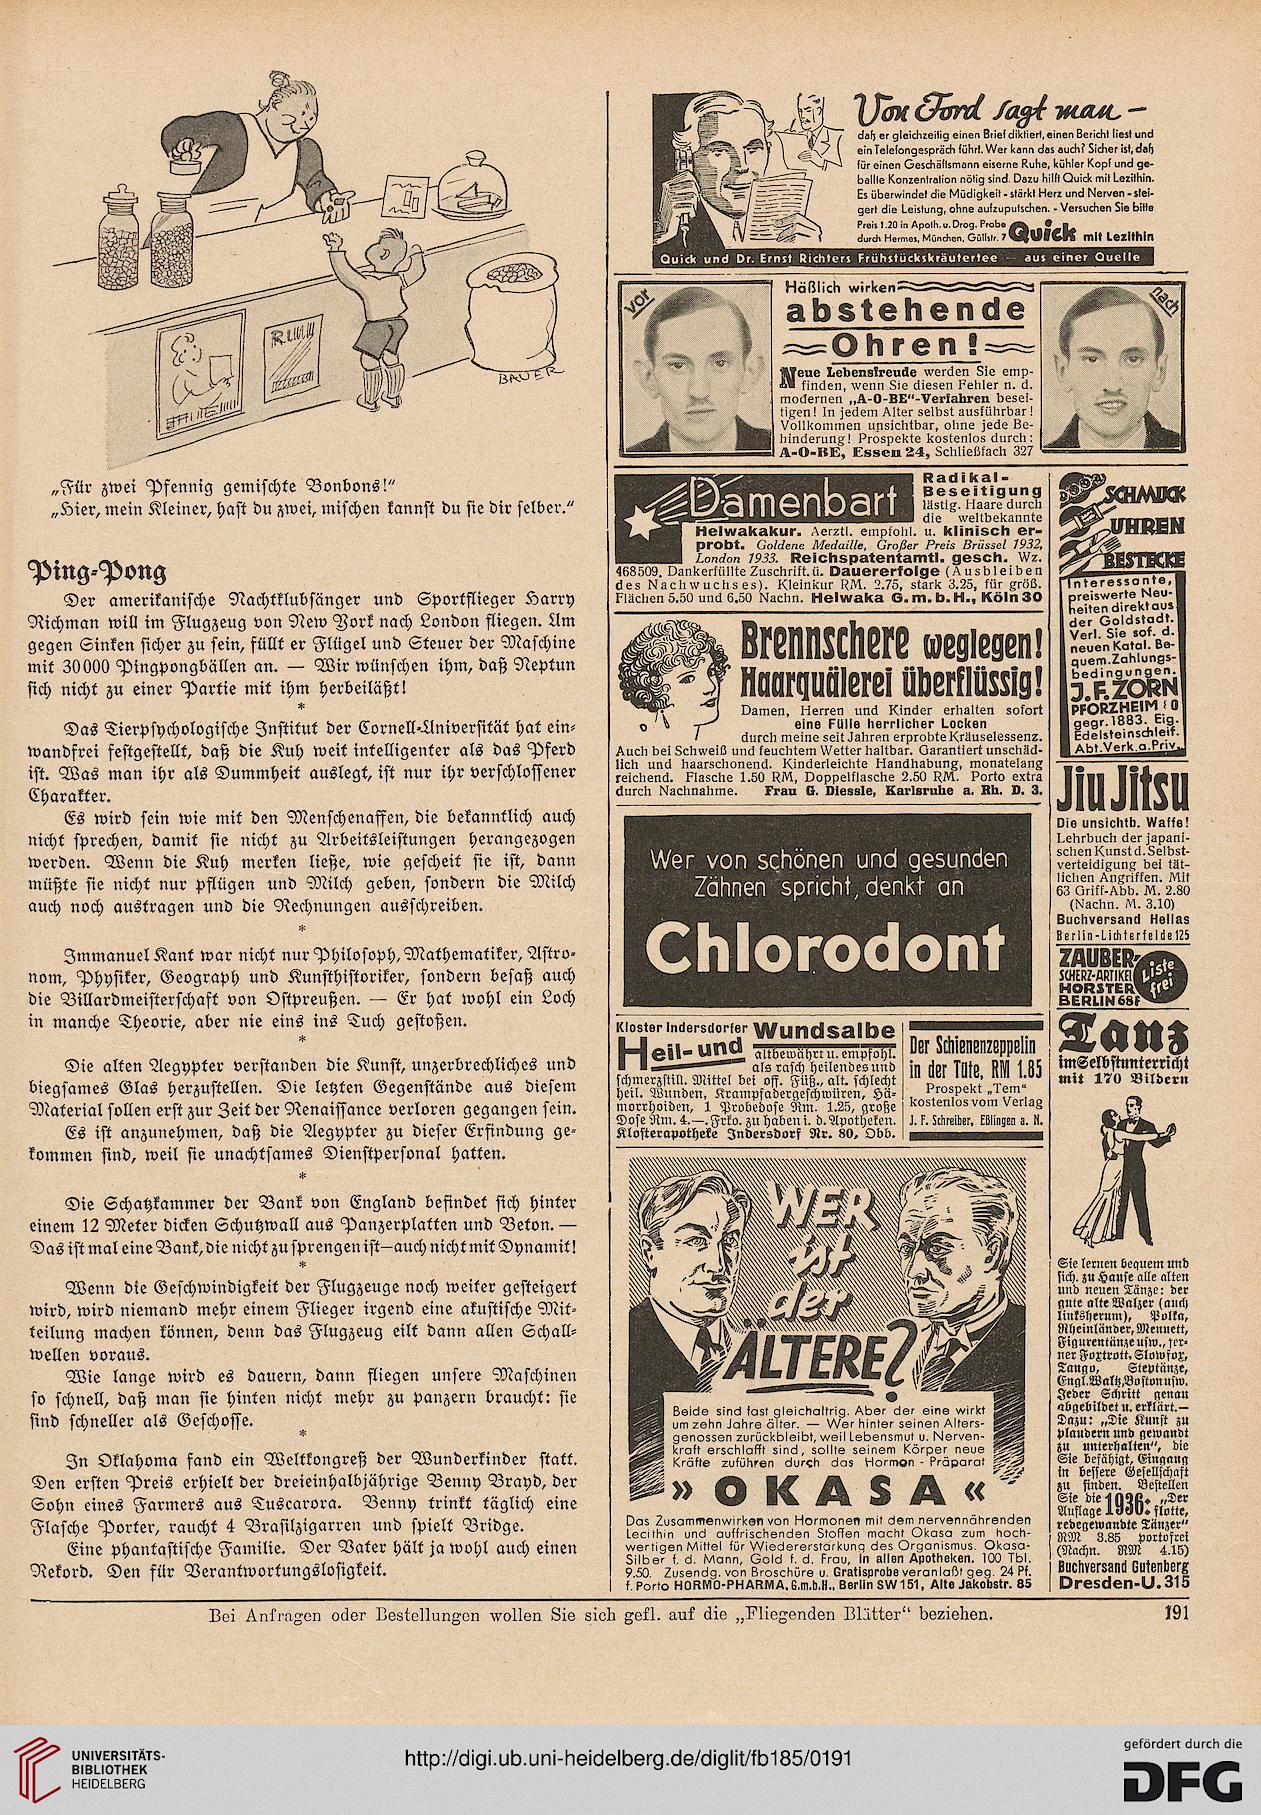 RUM
BAUER
„Für zwei Pfennig gemischte Bonbons!"
„Hier, mein Kleiner, hast du zwei, mischen kannst du sie dir selber."
Ping-Pong
Der amerikanische Nachtklubsänger und Sportflieger Harry
Richman will im Flugzeug von New York nach London fliegen. Um
gegen Sinken sicher zu sein, füllt er Flügel und Steuer der Maschine
mit 30000 Pingpongbällen an. — Wir wünschen ihm, daß Neptun
sich nicht zu einer Partie mit ihm herbeiläßt!
*
Das Tierpsychologische Institut der Cornell-Universität hat ein-
wandfrei festgestellt, daß die Kuh weit intelligenter als das Pferd
ist. Was man ihr als Dummheit auslegt, ist nur ihr verschlossener
Charakter.
Es wird sein wie mit den Menschenaffen, die bekanntlich auch
nicht sprechen, damit sie nicht zu Arbeitsleistungen herangezogen
werden. Wenn die Kuh merken ließe, wie gescheit sie ist, dann
müßte sie nicht nur pflügen und Milch geben, sondern die Milch
auch noch austragen und die Rechnungen ausschreiben.
*
Immanuel Kant war nicht nur Philosoph, Mathematiker, Astro-
nom, Physiker, Geograph und Kunsthistoriker, sondern besaß auch
die Billardmeisterschaft von Ostpreußen. — Er hat wohl ein Loch
in manche Theorie, aber nie eins ins Tuch gestoßen.
*
Die alten Aegypter verstanden die Kunst, unzerbrechliches und
biegsames Glas herzustellen. Die letzten Gegenstände aus diesem
Material sollen erst zur Zeit der Renaissance verloren gegangen sein.
Es ist anzunehmen, daß die Aegypter zu dieser Erfindung ge-
kommen sind, weil sie unachtsames Dienstpersonal hatten.
*
Die Schatzkammer der Bank von England befindet sich hinter
einem 12 Meter dicken Schutzwall aus Panzerplatten und Beton. —
Das ist mal eine Bank, die nicht zu sprengen ist—auch nicht mit Dynamit!
*
Wenn die Geschwindigkeit der Flugzeuge noch weiter gesteigert
wird, wird niemand mehr einem Flieger irgend eine akustische Mit-
teilung machen können, denn das Flugzeug eilt dann allen Schall-
wellen voraus.
Wie lange wird es dauern, dann fliegen unsere Maschinen
so schnell, daß man sie hinten nicht mehr zu panzern braucht: sie
sind schneller als Geschosse.
*
In Oklahoma fand ein Weltkongreß der Wunderkinder statt.
Den ersten Preis erhielt der dreieinhalbjährige Benny Brayd, der
Sohn eines Farmers aus Tuscarora. Benny trinkt täglich eine
Flasche Porter, raucht 4 Brasilzigarren und spielt Bridge.
Eine phantastische Familie. Der Vater hält ja wohl auch einen
Rekord. Den für Verantwortungslosigkeit.
Von Ford sagt man —
daß er gleichzeitig einen Brief diktiert, einen Bericht liest und
ein Telefongespräch führt. Wer kann das auch? Sicher ist, daß
für einen Geschäftsmann eiserne Ruhe, kühler Kopf und ge-
ballte Konzentration nötig sind. Dazu hilft Quick mit Lezithin.
Es überwindet die Müdigkeit - stärkt Herz und Nerven - stei-
gert die Leistung, ohne aufzuputschen. - Versuchen Sie bitte
Preis 1.20 in Apoth. u. Drog. Probe
durch Hermes, München, Güllstr. 7 Quick mit Lezithin
Quick und Dr. Ernst Richters Frühstückskräutertee — aus einer Quelle
vor
nach
Häßlich wirken
abstehende
Ohren!
Neue Lebensfreude werden Sie emp-
finden, wenn Sie diesen Fehler n. d.
modernen „A-O-BE"-Verfahren besei-
tigen! In jedem Alter selbst ausführbar!
Vollkommen unsichtbar, ohne jede Be-
hinderung! Prospekte kostenlos durch:
A-O-BE, Essen 24, Schließfach 327
Damenbart
Radikal-
Beseitigung
lästig. Haare durch
die weltbekannte
Helwakakur. Aerztl. empfohl. u. klinisch er-
probt. Goldene Medaille, Großer Preis Brüssel 1932,
London 1933. Reichspatentamtl. gesch. Wz.
468509. Dankerfüllte Zuschrift. ü. Dauererfolge (Ausbleiben
des Nachwuchses). Kleinkur RM. 2.75, stark 3.25, für größ.
Flächen 5.50 und 6.50 Nachn. Helwaka G.m.b.H., Köln 30
Brennschere weglegen!
Haarquälerei überflüssig!
Damen, Herren und Kinder erhalten sofort
eine Fülle herrlicher Locken
durch meine seit Jahren erprobte Kräuselessenz.
Auch bei Schweiß und feuchtem Wetter haltbar. Garantiert unschäd-
lich und haarschonend. Kinderleichte Handhabung, monatelang
reichend. Flasche 1.50 RM, Doppelflasche 2.50 RM. Porto extra
durch Nachnahme. Frau G. Diessle, Karlsruhe a. Rh. D. 3.
Wer von schönen und gesunden
Zähnen spricht, denkt an
Chlorodont
Kloster Indersdorfer Wundsalbe
Heil- und
altbewährt u. empfohl.
als rasch heilendes und
schmerzstill. Mittel bei off. Füß., alt. schlecht
heil. Wunden, Krampfadergeschwüren, Hä-
morrhoiden, 1 Probedose Rm. 1.25, große
Dose Rm. 4.—. Frko. zu haben i. d. Apotheken.
Klosterapotheke Indersdorf Nr. 80, Obb.
Der Schienenzeppelin
in der Tüte, RM 1.85
Prospekt „Tem"
kostenlos vom Verlag
J. F. Schreiber, Eßlingen a. N.
WER
ist
der
ÄLTERE?
Beide sind fast gleichaltrig. Aber der eine wirkt
um zehn Jahre älter. — Wer hinter seinen Alters-
genossen zurückbleibt, weil Lebensmut u. Nerven-
kraft erschlafft sind, sollte seinem Körper neue
Kräfte zuführen durch das Hormon - Präparat
» OKASA «
Das Zusammenwirken von Hormonen mit dem nervennährenden
Lecithin und auffrischenden Stoffen macht Okasa zum hoch-
wertigen Mittel für Wiedererstarkung des Organismus. Okasa-
Silber f. d. Mann, Gold f. d. Frau, in allen Apotheken. 100 Tbl.
9.50. Zusendg. von Broschüre u. Gratisprobe veranlaßt geg. 24 Pf.
f. Porto HORMO-PHARMA, G.m.b.H., Berlin SW 151, Alte Jakobstr. 85
SCHMUCK
UHREN
BESTECKE
Interessante,
preiswerte Neu-
heiten direkt aus
der Goldstadt.
Verl. Sie sof. d.
neuen Katal. Be-
quem. Zahlungs-
bedingungen.
J.F. ZORN
PFORZHEIM
gegr. 1883. Eig.
Edelsteinschleif.
Abt. Verk. a. Priv.
Jiu Jitsu
Die unsichtb. Waffe!
Lehrbuch der japani-
schen Kunst d. Selbst-
verteidigung bei tät-
lichen Angriffen. Mit
63 Griff-Abb. M. 2.80
(Nachn. M. 3.10)
Buchversand Hellas
Berlin-Lichterfelde 125
ZAUBER-
SCHERZ-ARTIKEL
HORSTER
BERLIN 68F
Liste
frei
Tanz
im Selbstunterricht
mit 170 Bildern
Sie lernen bequem und
sich. zu Hause alle alten
und neuen Tänze: der
gute alte Walzer (auch
linksherum), Polka,
Rheinländer, Menuett,
Figurentänze usw., fer-
ner Foxtrott, Slowfox,
Tango, Steptänze,
Engl. Waltz, Boston usw.
Jeder Schritt genau
abgebildet u. erklärt.—
Dazu: „Die Kunst zu
plaudern und gewandt
zu unterhalten", die
Sie befähigt, Eingang
in bessere Gesellschaft
zu finden. Bestellen
Sie die 1936: „Der
Auflage flotte,
redegewandte Tänzer"
RM 3.85 portofrei
(Nachn. RM 4.15)
Buchversand Gutenberg
Dresden-U. 315
Bei Anfragen oder Bestellungen wollen Sie sich gefl. auf die „Fliegenden Blätter" beziehen.
191
UNIVERSITÄTS-
BIBLIOTHEK
HEIDELBERG
http://digi.ub.uni-heidelberg.de/diglit/fb185/0191
gefördert durch die
DFG